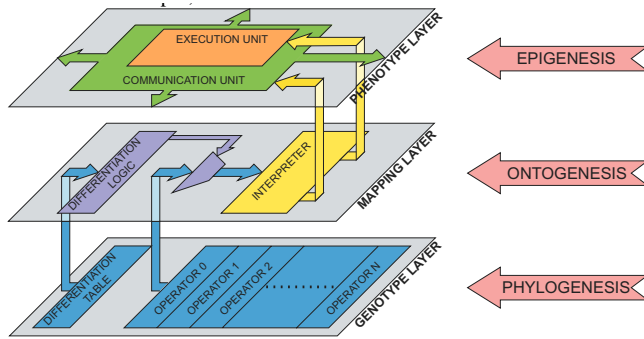 EXECUTION UNIT
COMMUNICATION UNIT
PHENOTYPE LAYER
EPIGENESIS
DIFFERENTIATION
LOGIC
INTERPRETER
MAPPING LAYER
ONTOGENESIS
DIFFERENTIATION
TABLE
OPERATOR 0
OPERATOR 1
OPERATOR 2
OPERATOR N
GENOTYPE LAYER
PHYLOGENESIS